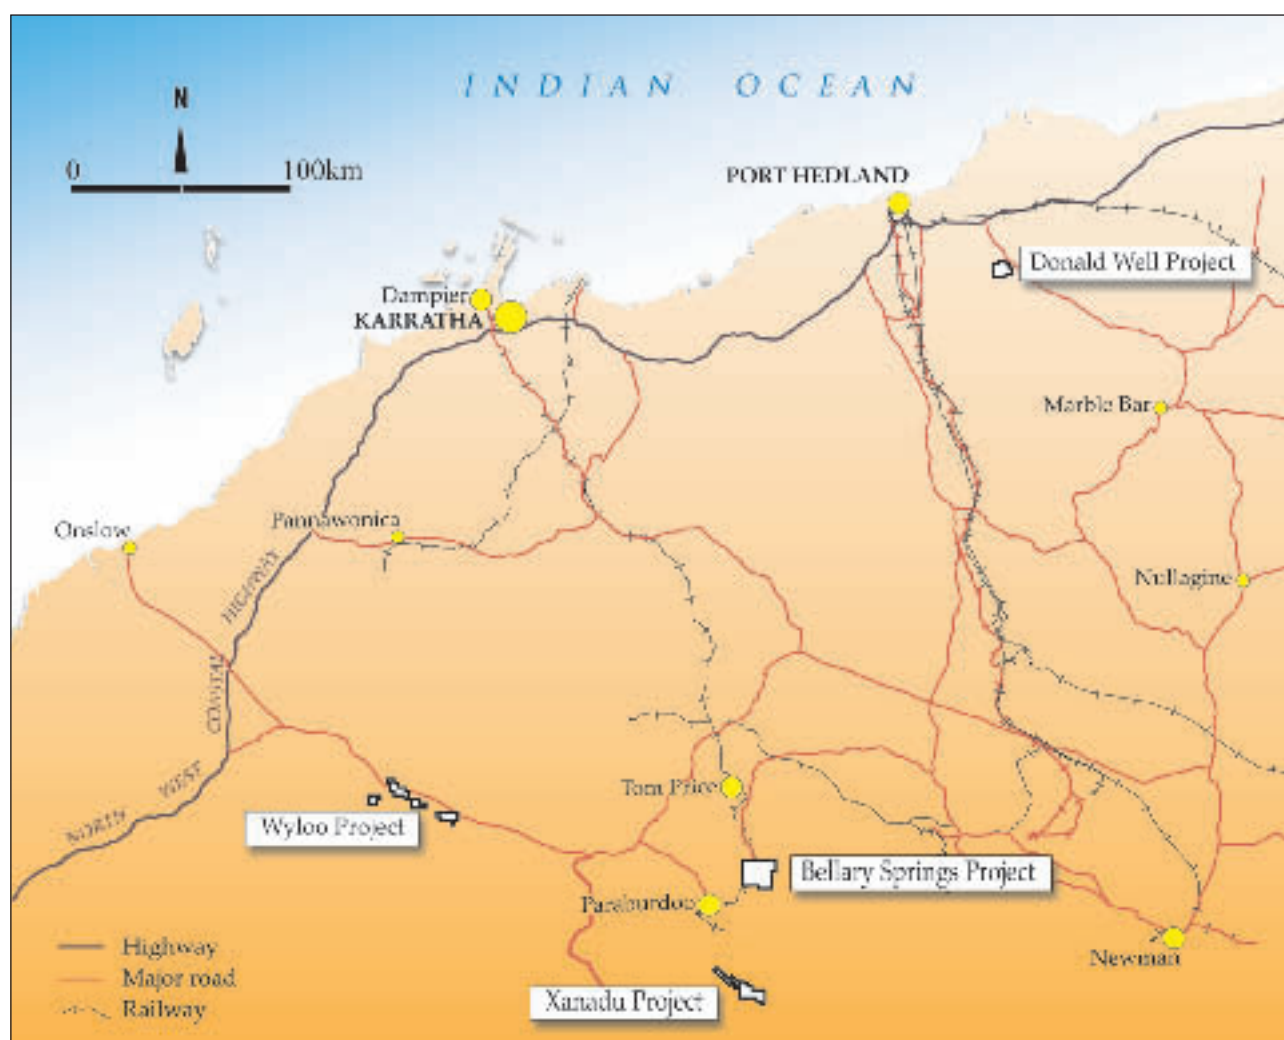 INDIAN OCEAN
N
0 100km
PORT HEDLAND
Donald Well Project
Dampier
KARRATHA
Marble Bar
Pannawonica
Onslow
Nullagine
NORTH WEST COASTAL HIGHWAY
Tom Price
Wyloo Project
Bellary Springs Project
Paraburdoo
Newman
Highway
Major road
Railway
Xanadu Project